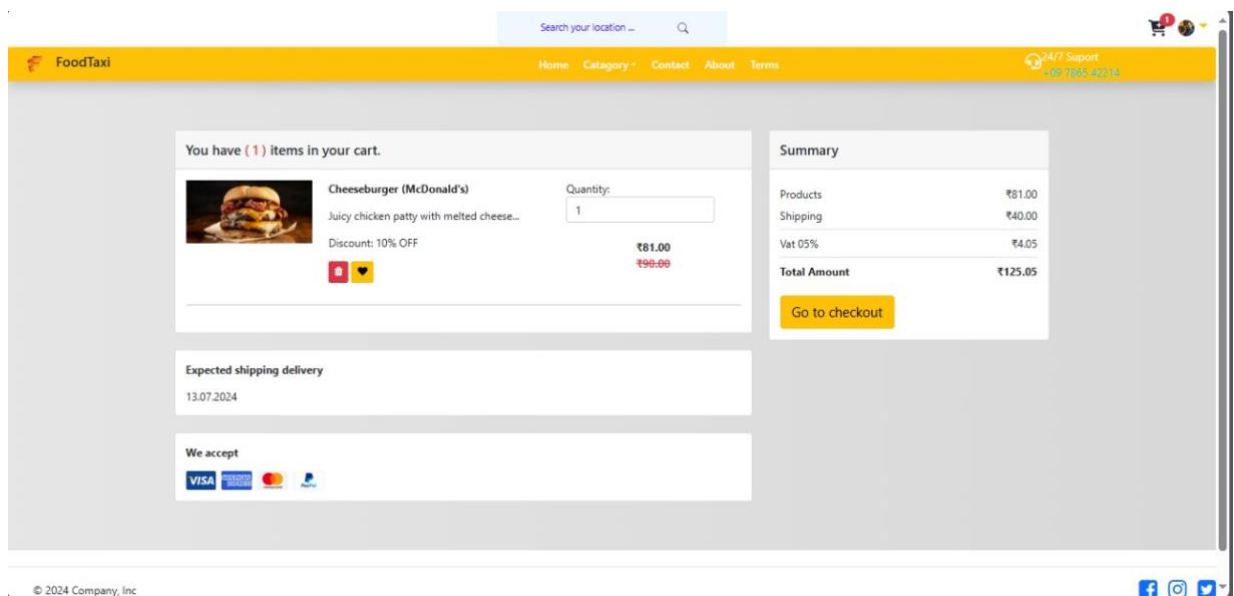 Search your location ...
1
FoodTaxi
Home Catagory Contact About Terms
24/7 Suport
+09 7865 42214
You have ( 1 ) items in your cart.
Cheeseburger (McDonald's)
Juicy chicken patty with melted cheese...
Discount: 10% OFF
Quantity:
1
₹81.00
₹90.00
Summary
Products ₹81.00
Shipping ₹40.00
Vat 05% ₹4.05
Total Amount ₹125.05
Go to checkout
Expected shipping delivery
13.07.2024
We accept
VISA
PayPal
© 2024 Company, Inc